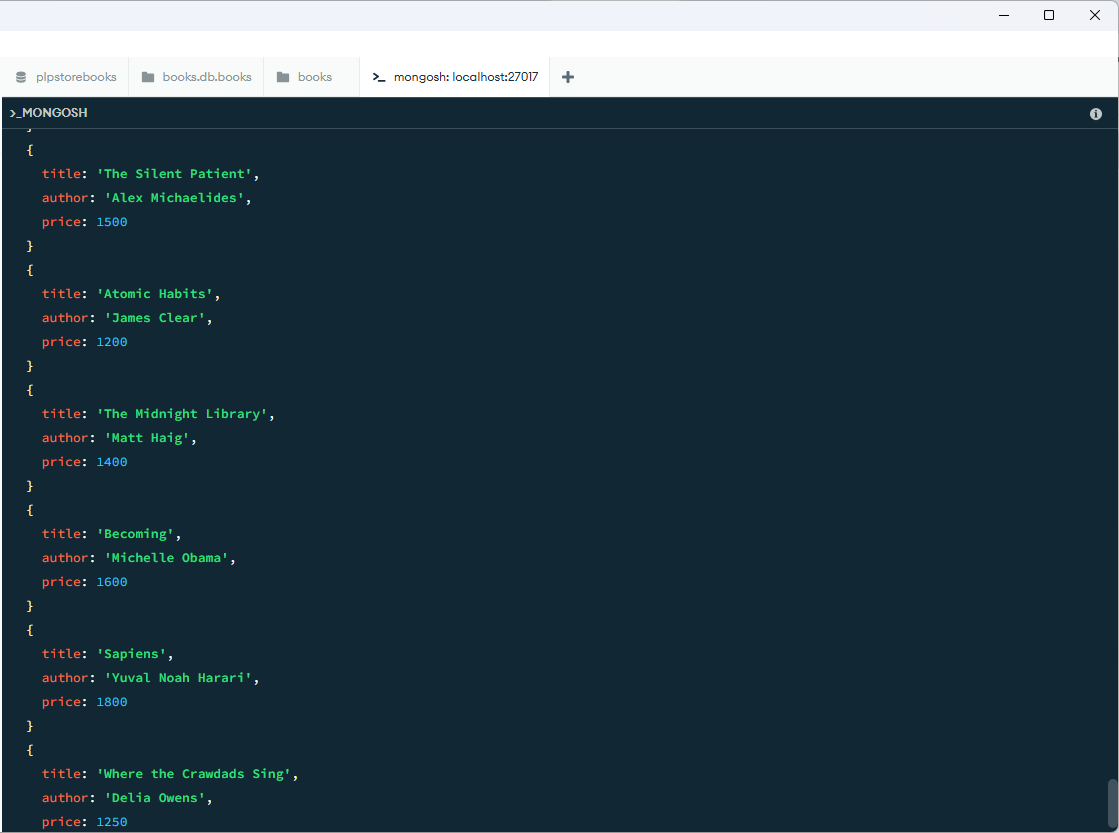 plpstorebooks books.db.books books >_ mongosh: localhost:27017 +
>_MONGOSH
}
{
title: 'The Silent Patient',
author: 'Alex Michaelides',
price: 1500
}
{
title: 'Atomic Habits',
author: 'James Clear',
price: 1200
}
{
title: 'The Midnight Library',
author: 'Matt Haig',
price: 1400
}
{
title: 'Becoming',
author: 'Michelle Obama',
price: 1600
}
{
title: 'Sapiens',
author: 'Yuval Noah Harari',
price: 1800
}
{
title: 'Where the Crawdads Sing',
author: 'Delia Owens',
price: 1250